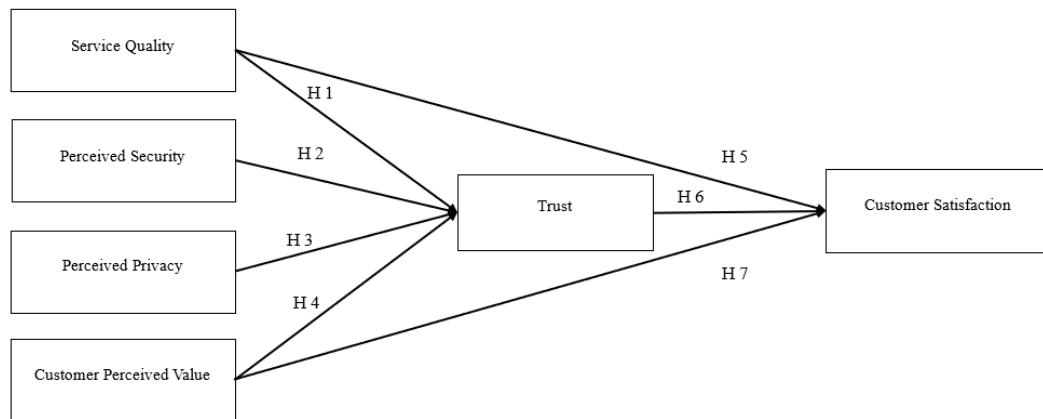 Service Quality
H 1
Perceived Security
H 2
H 5
Trust
H 6
Customer Satisfaction
Perceived Privacy
H 3
H 7
H 4
Customer Perceived Value